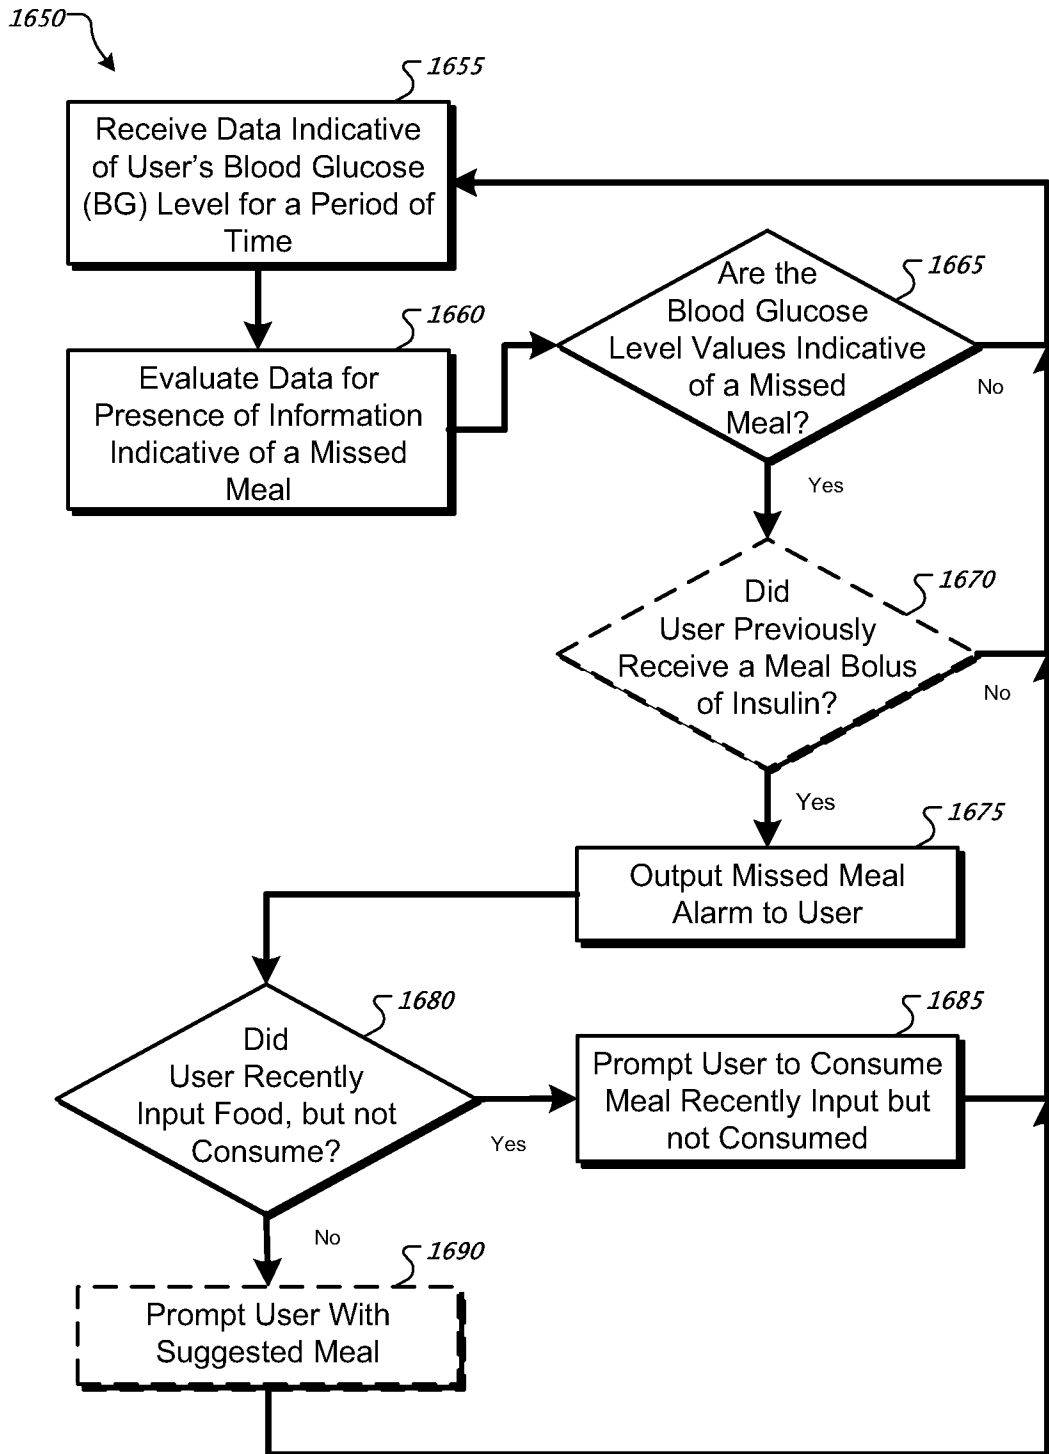 1650
1655
Receive Data Indicative
of User's Blood Glucose
(BG) Level for a Period of
Time
1660
Evaluate Data for
Presence of Information
Indicative of a Missed
Meal
1665
Are the
Blood Glucose
Level Values Indicative
of a Missed
Meal?
No
Yes
1670
Did
User Previously
Receive a Meal Bolus
of Insulin?
No
Yes
1675
Output Missed Meal
Alarm to User
1680
Did
User Recently
Input Food, but not
Consume?
Yes
1685
Prompt User to Consume
Meal Recently Input but
not Consumed
No
1690
Prompt User With
Suggested Meal